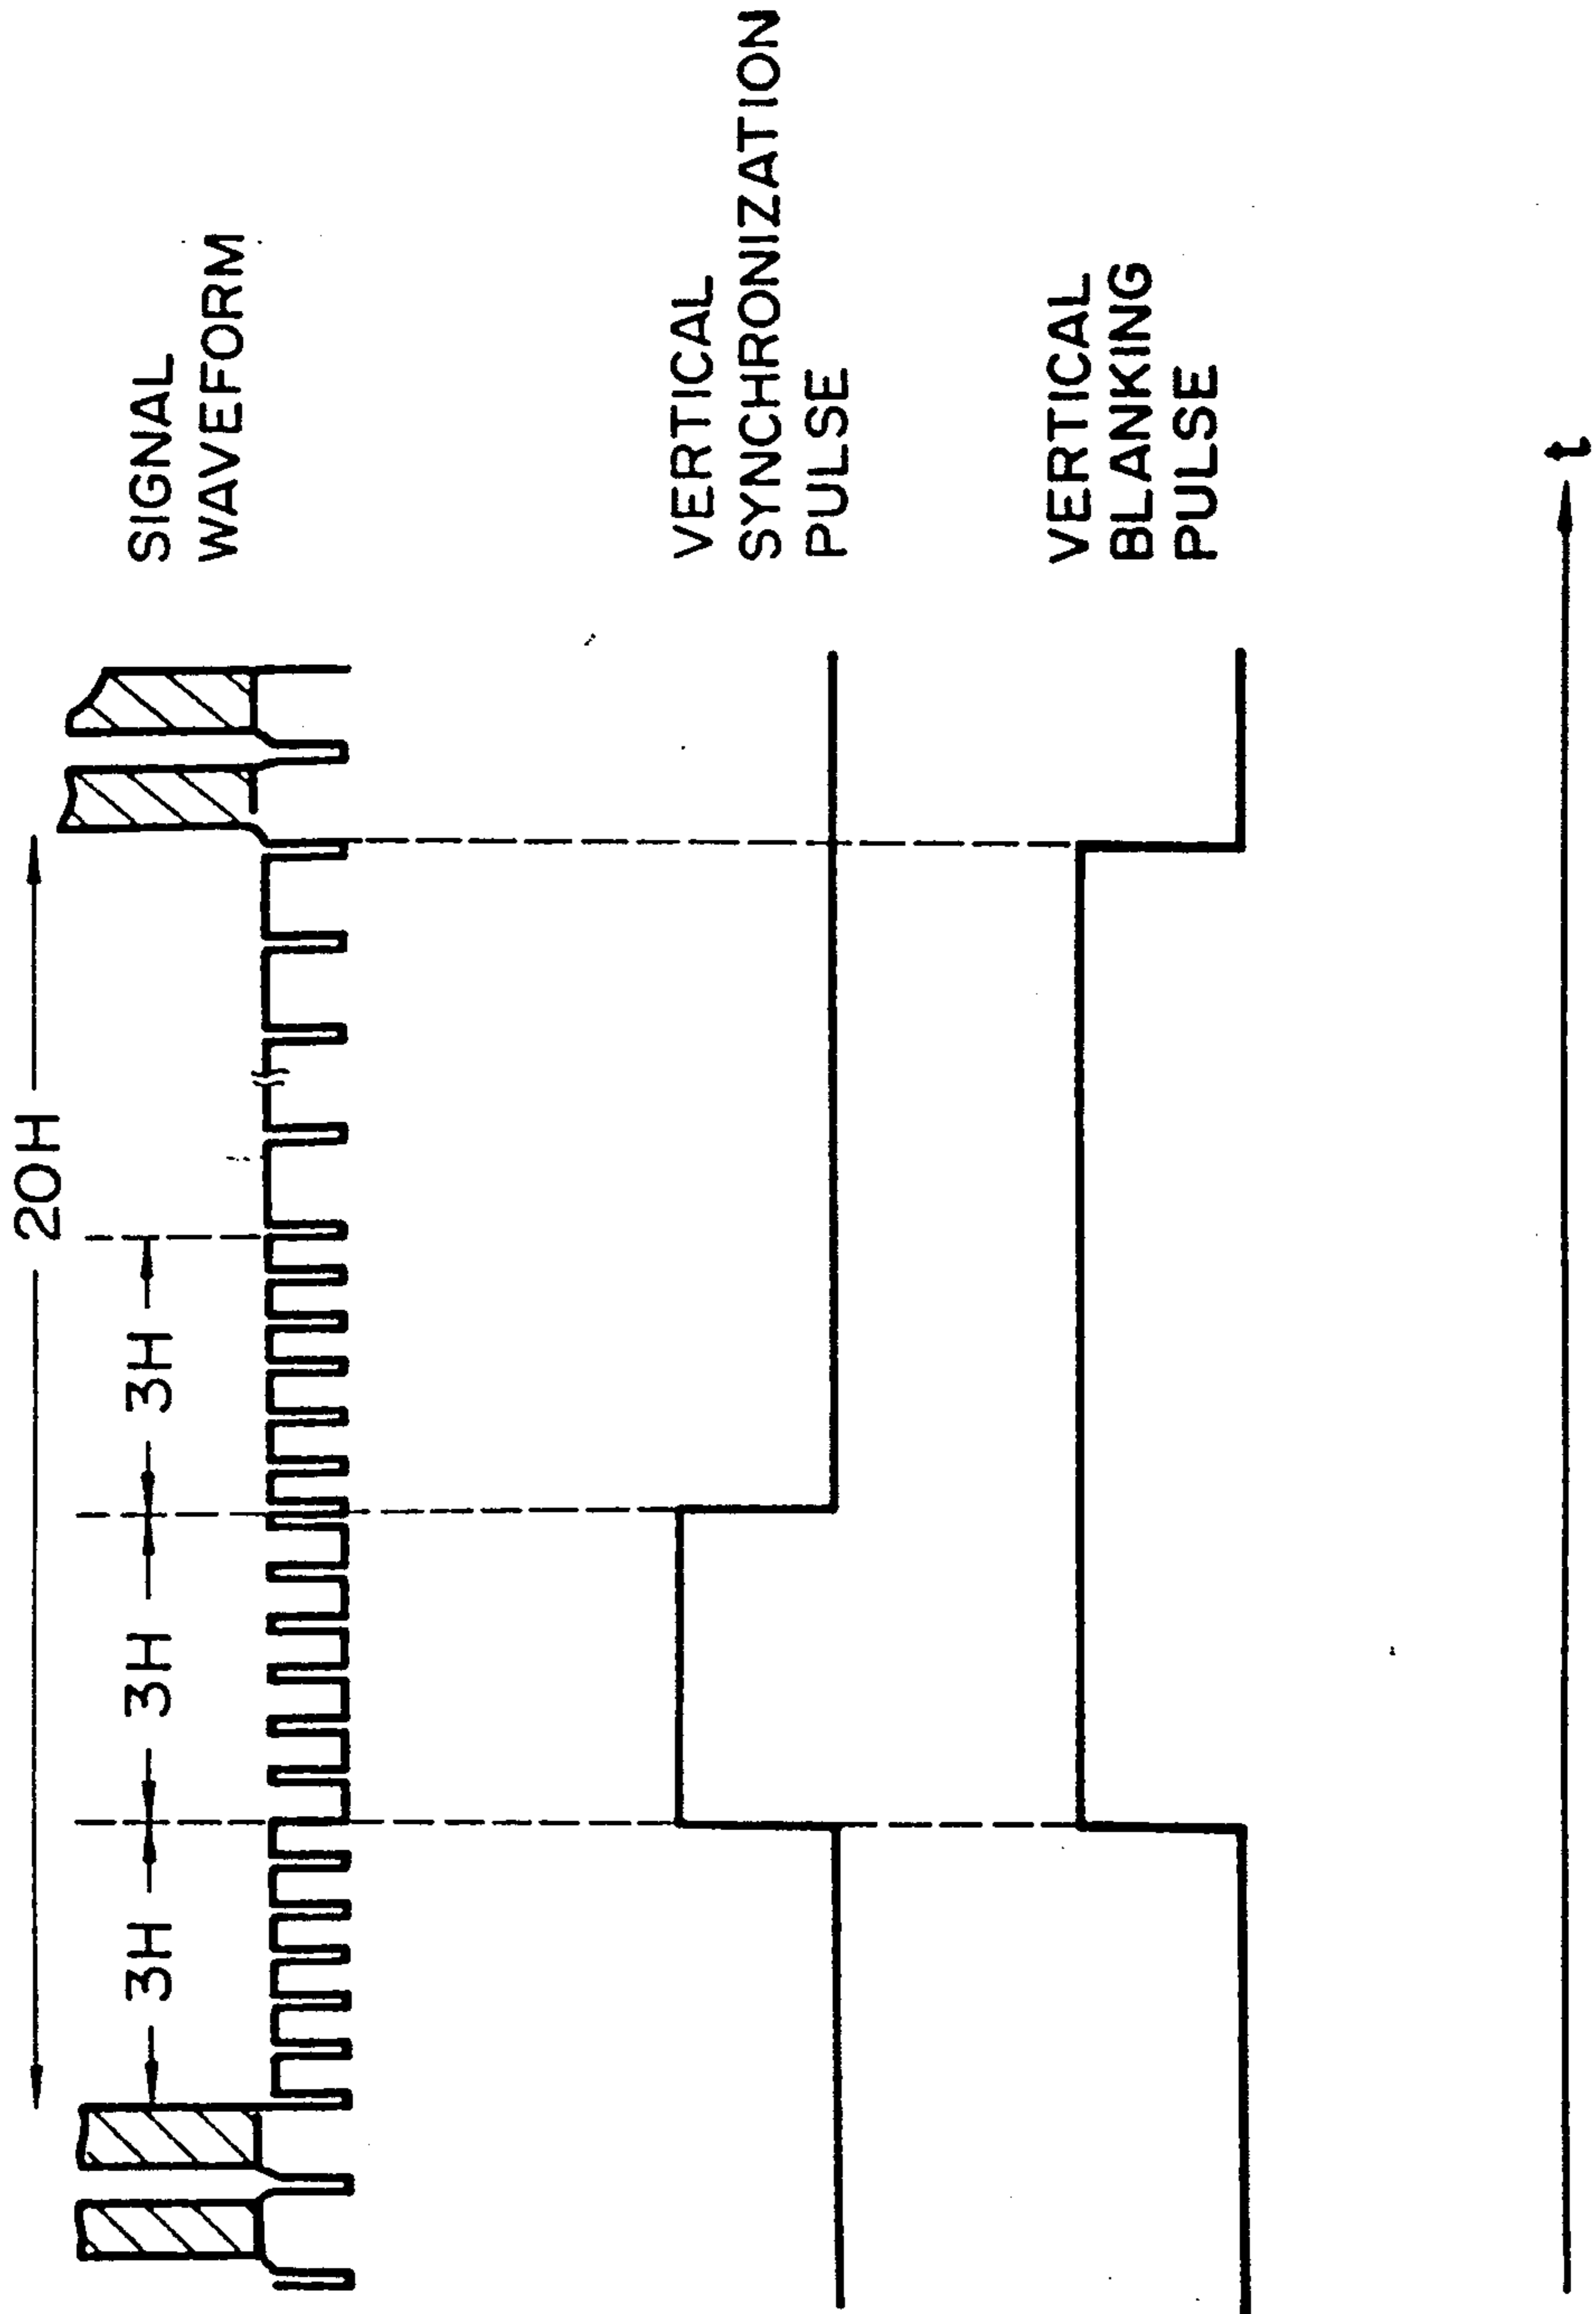 20H
3H
3H
3H
SIGNAL
WAVEFORM
VERTICAL
SYNCHRONIZATION
PULSE
VERTICAL
BLANKING
PULSE
t